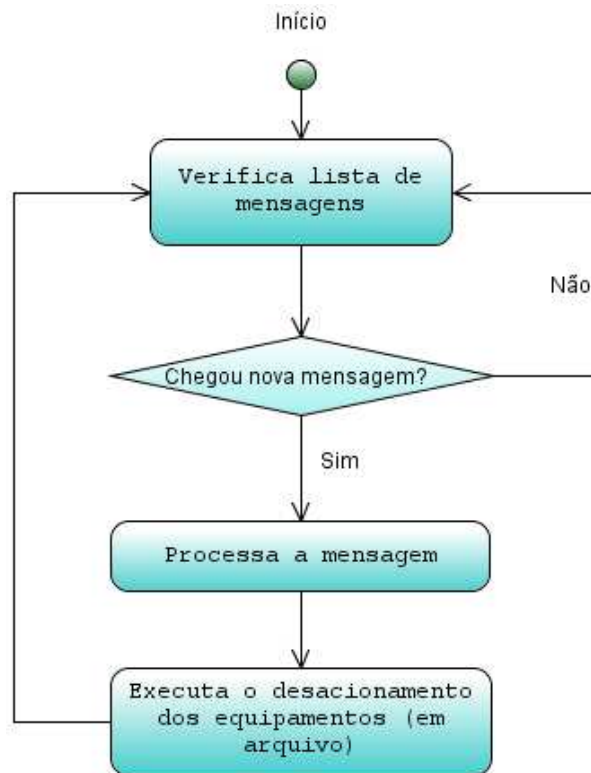 Início
Verifica lista de
mensagens
Não
Chegou nova mensagem?
Sim
Processa a mensagem
Executa o desacionamento
dos equipamentos (em
arquivo)